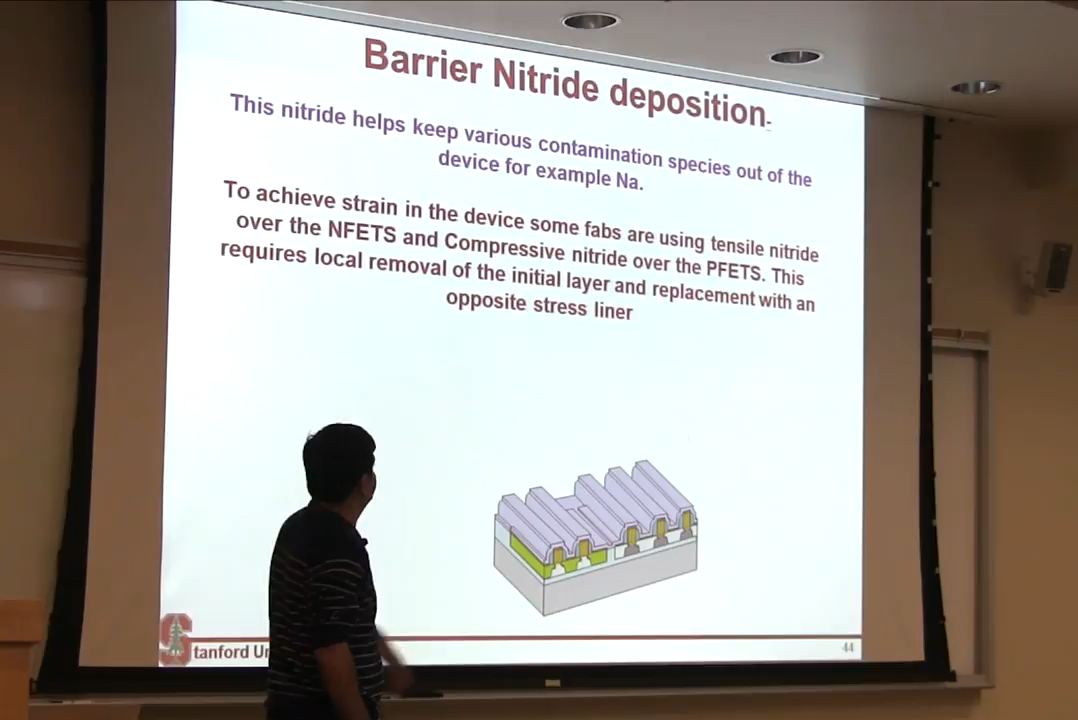 Barrier Nitride deposition-
This nitride helps keep various contamination species out of the
device for example Na.
To achieve strain in the device some fabs are using tensile nitride
over the NFETS and Compressive nitride over the PFETS. This
requires local removal of the initial layer and replacement with an
opposite stress liner
Stanford
44